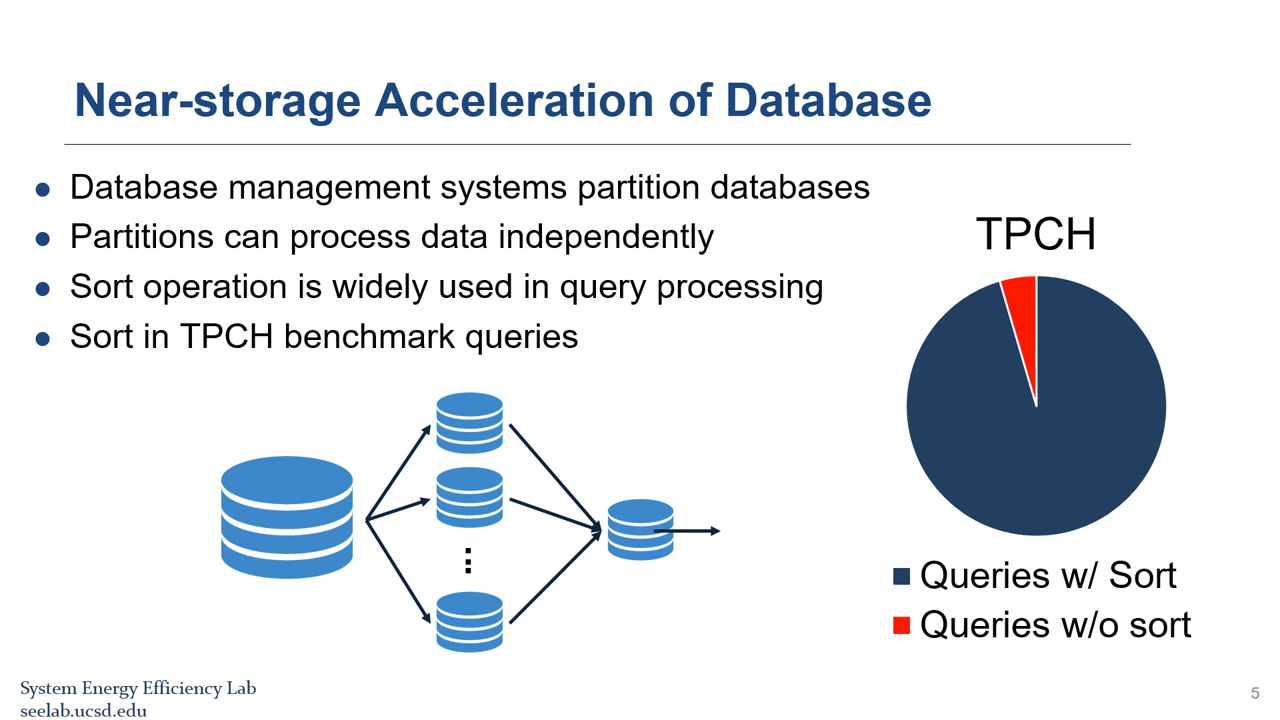 Near-storage Acceleration of Database
Database management systems partition databases
Partitions can process data independently
Sort operation is widely used in query processing
Sort in TPCH benchmark queries
TPCH
Queries w/ Sort
Queries w/o sort
System Energy Efficiency Lab
seelab.ucsd.edu
5